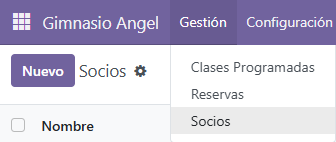 Gimnasio Angel Gestión Configuración
Nuevo Socios
Clases Programadas
Reservas
Socios
Nombre